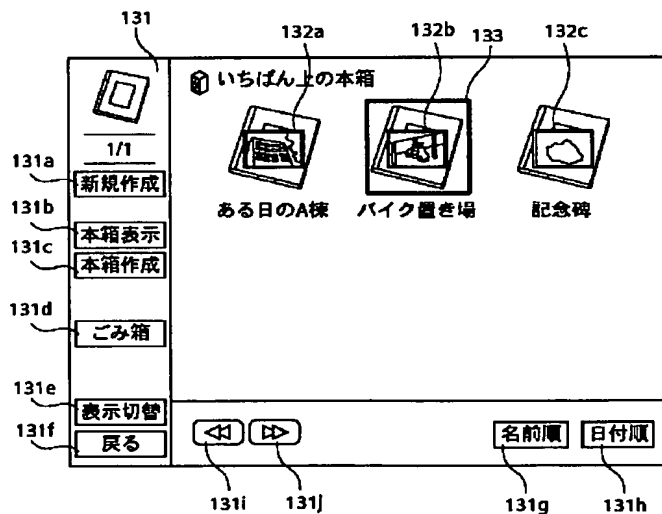 131
132a
132b
133
132c
いちばん上の本箱
1/1
131a
新規作成
131b
本箱表示
131c
本箱作成
ある日のA棟
バイク置き場
記念碑
131d
ごみ箱
131e
表示切替
131f
戻る
名前順
日付順
131i
131j
131g
131h